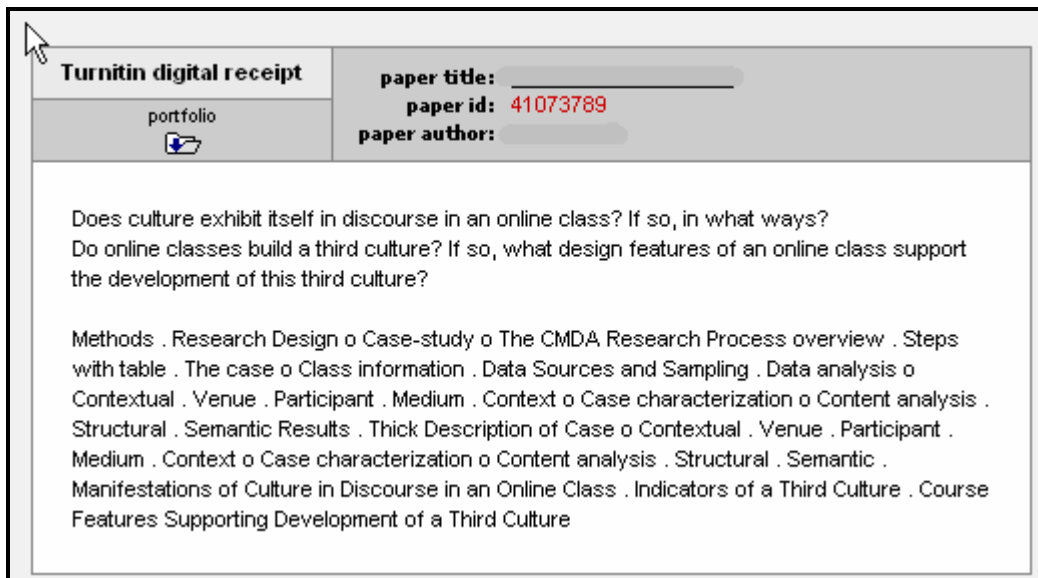 Turnitin digital receipt
portfolio
paper title:
paper id: 41073789
paper author:
Does culture exhibit itself in discourse in an online class? If so, in what ways?
Do online classes build a third culture? If so, what design features of an online class support
the development of this third culture?
Methods . Research Design o Case-study o The CMDA Research Process overview . Steps
with table . The case o Class information . Data Sources and Sampling . Data analysis o
Contextual . Venue . Participant . Medium . Context o Case characterization o Content analysis .
Structural . Semantic Results . Thick Description of Case o Contextual . Venue . Participant .
Medium . Context o Case characterization o Content analysis . Structural . Semantic .
Manifestations of Culture in Discourse in an Online Class . Indicators of a Third Culture . Course
Features Supporting Development of a Third Culture